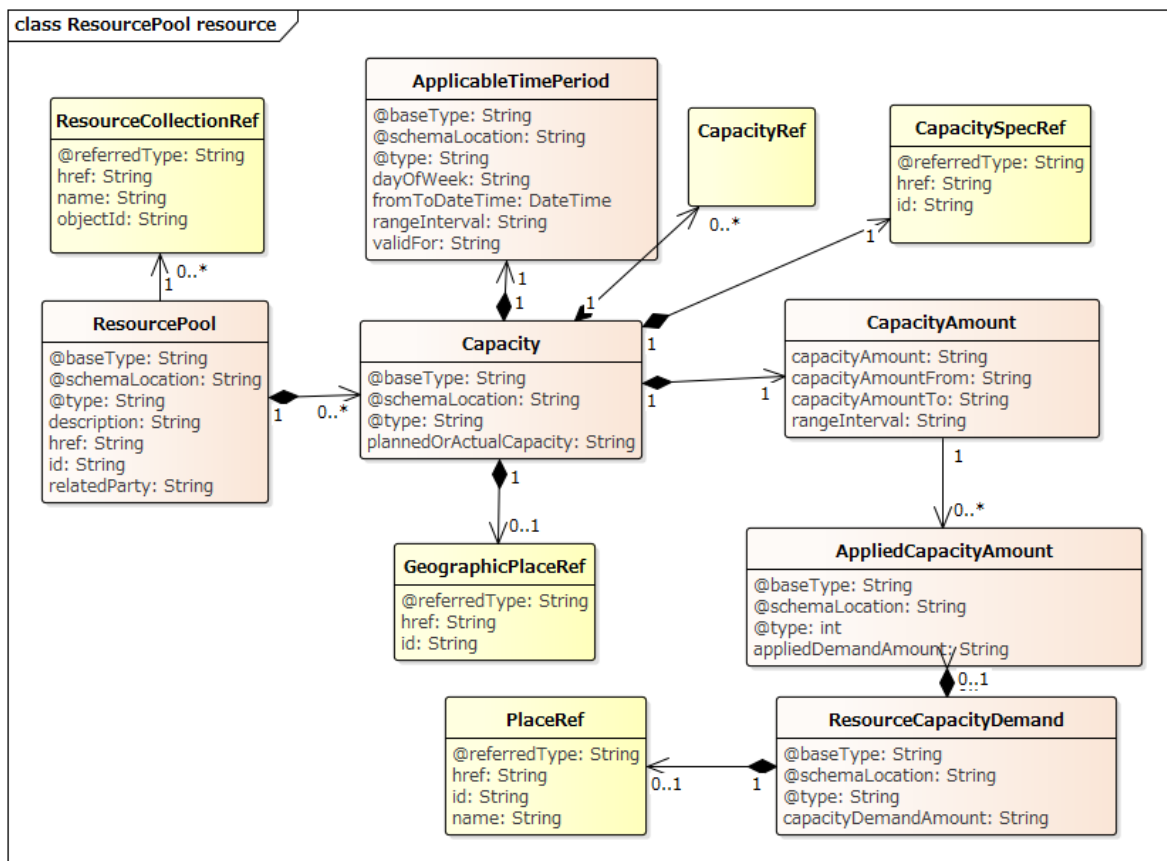 class ResourcePool resource
ApplicableTimePeriod
@baseType: String
@schemaLocation: String
@type: String
dayOfWeek: String
fromToDateTime: DateTime
rangeInterval: String
validFor: String
ResourceCollectionRef
@referredType: String
href: String
name: String
objectId: String
CapacityRef
CapacitySpecRef
@referredType: String
href: String
id: String
0..*
1
0..*
1
1
1
1
1
ResourcePool
@baseType: String
@schemaLocation: String
@type: String
description: String
href: String
id: String
relatedParty: String
1
0..*
Capacity
@baseType: String
@schemaLocation: String
@type: String
plannedOrActualCapacity: String
1
1
CapacityAmount
capacityAmount: String
capacityAmountFrom: String
capacityAmountTo: String
rangeInterval: String
1
0..1
1
0..*
GeographicPlaceRef
@referredType: String
href: String
id: String
AppliedCapacityAmount
@baseType: String
@schemaLocation: String
@type: int
appliedDemandAmount: String
0..1
PlaceRef
@referredType: String
href: String
id: String
name: String
0..1
1
ResourceCapacityDemand
@baseType: String
@schemaLocation: String
@type: String
capacityDemandAmount: String